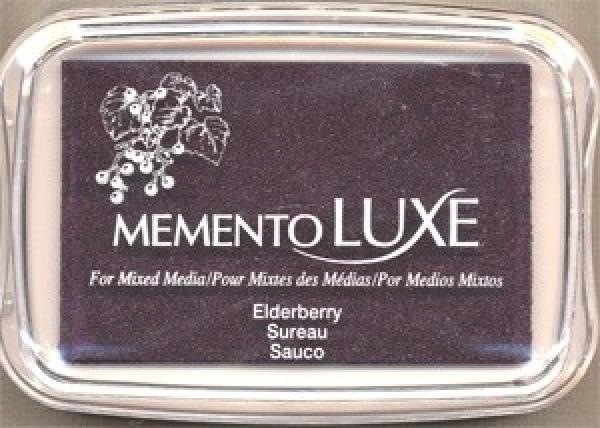 MEMENTO LUXE
For Mixed Media/Pour Mixtes des Médias/Por Medios Mixtos
Elderberry
Sureau
Sauco